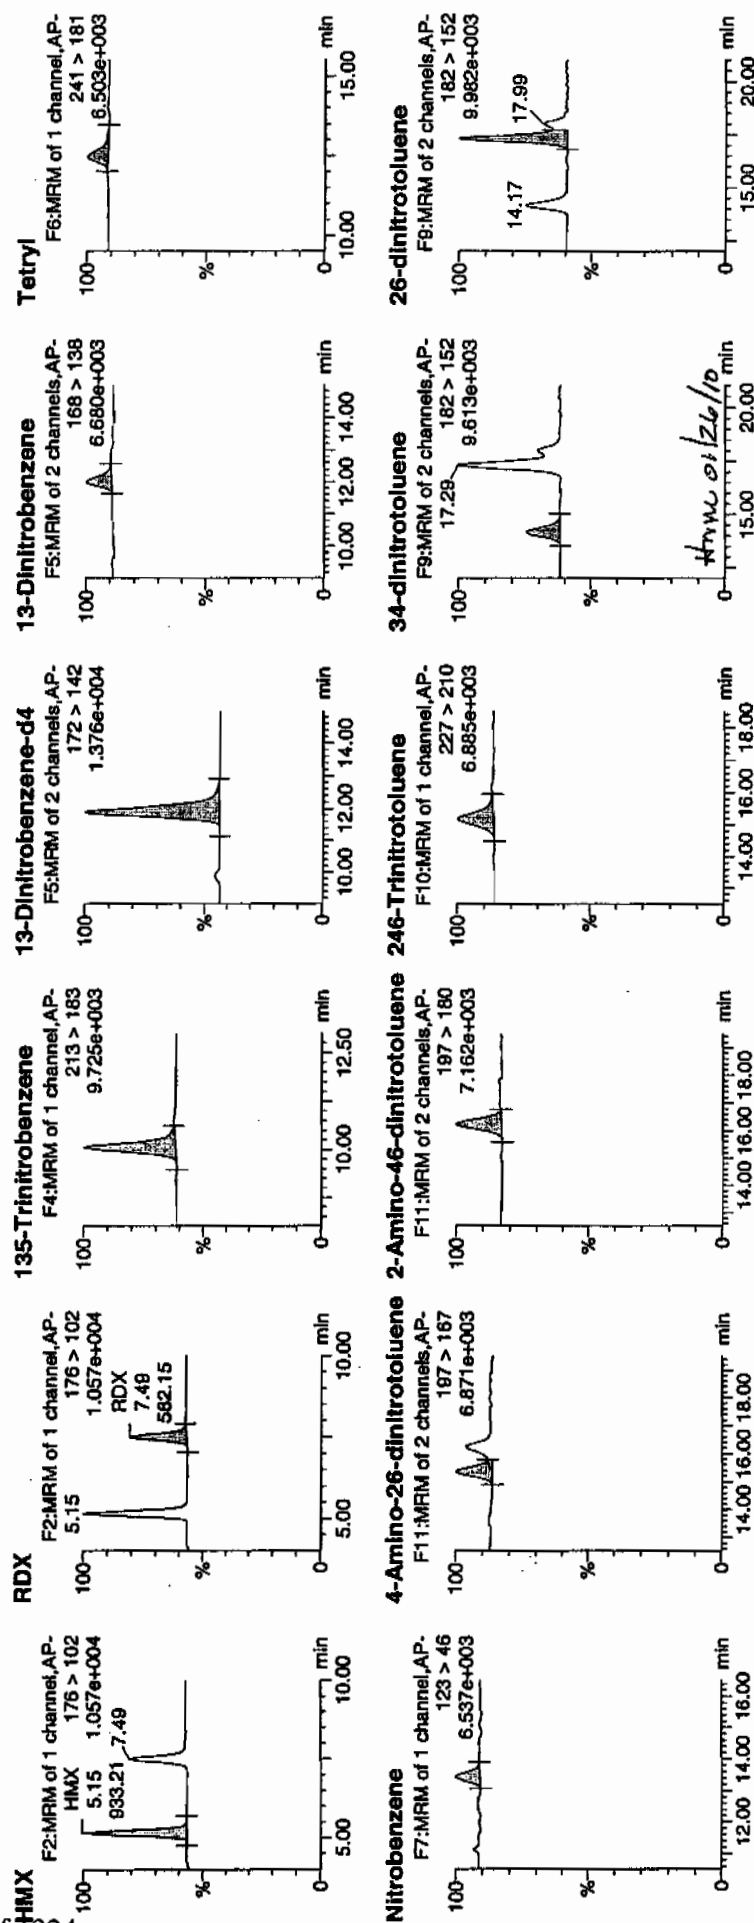 HMX
F2:MRM of 1 channel,AP-
176 > 102
1.057e+004
HMX
5.15
933.21
7.49
100
%
0
5.00 10.00
min
RDX
F2:MRM of 1 channel,AP-
176 > 102
1.057e+004
5.15
RDX
7.49
582.15
100
%
0
5.00 10.00
min
135-Trinitrobenzene
F4:MRM of 1 channel,AP-
213 > 183
9.725e+003
100
%
0
10.00 12.50
min
13-Dinitrobenzene-d4
F5:MRM of 2 channels,AP-
172 > 142
1.376e+004
100
%
0
10.00 12.00 14.00
min
13-Dinitrobenzene
F5:MRM of 2 channels,AP-
168 > 138
6.680e+003
100
%
0
10.00 12.00 14.00
min
Tetryl
F6:MRM of 1 channel,AP-
241 > 181
6.503e+003
100
%
0
10.00 15.00
min
Nitrobenzene
F7:MRM of 1 channel,AP-
123 > 46
6.537e+003
100
%
0
12.00 14.00 16.00
min
4-Amino-26-dinitrotoluene
F11:MRM of 2 channels,AP-
197 > 167
6.871e+003
100
%
0
14.00 16.00 18.00
min
2-Amino-46-dinitrotoluene
F11:MRM of 2 channels,AP-
197 > 180
7.162e+003
100
%
0
14.00 16.00 18.00
min
246-Trinitrotoluene
F10:MRM of 1 channel,AP-
227 > 210
6.885e+003
100
%
0
14.00 16.00 18.00
min
34-dinitrotoluene
F9:MRM of 2 channels,AP-
182 > 152
9.613e+003
17.29
100
%
0
15.00 20.00
min
01/26/10
26-dinitrotoluene
F9:MRM of 2 channels,AP-
182 > 152
9.982e+003
14.17
17.99
100
%
0
15.00 20.00
min